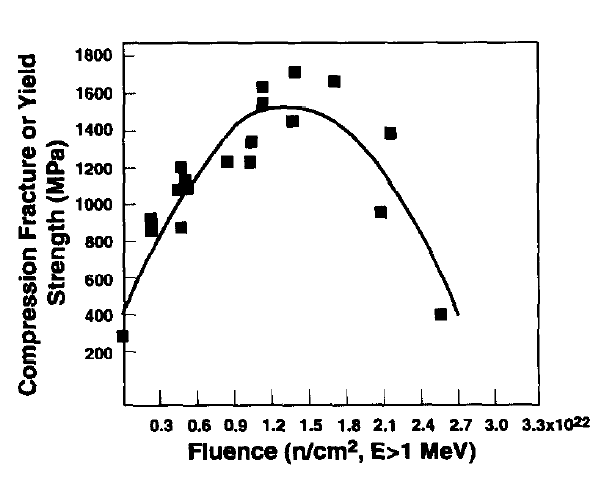 Compression Fracture or Yield
Strength (MPa)
1800
1600
1400
1200
1000
800
600
400
200
0.3 0.6 0.9 1.2 1.5 1.8 2.1 2.4 2.7 3.0 3.3x10²²
Fluence (n/cm², E>1 MeV)